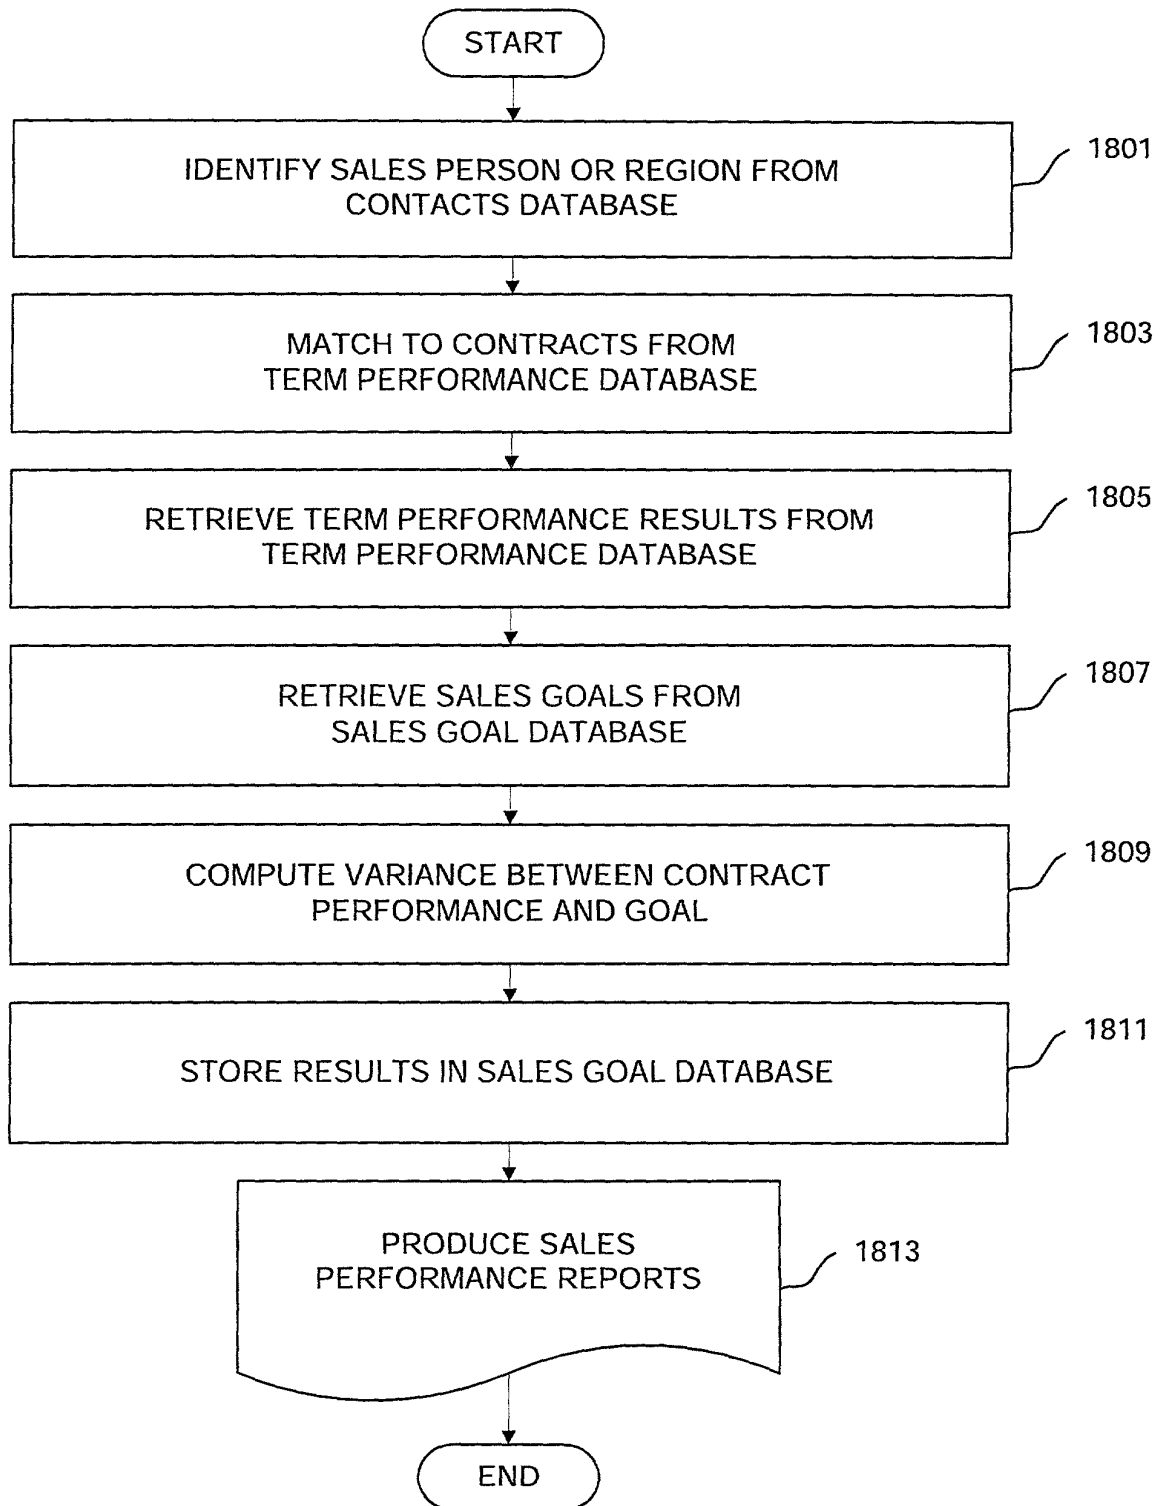 START
IDENTIFY SALES PERSON OR REGION FROM
CONTACTS DATABASE
1801
MATCH TO CONTRACTS FROM
TERM PERFORMANCE DATABASE
1803
RETRIEVE TERM PERFORMANCE RESULTS FROM
TERM PERFORMANCE DATABASE
1805
RETRIEVE SALES GOALS FROM
SALES GOAL DATABASE
1807
COMPUTE VARIANCE BETWEEN CONTRACT
PERFORMANCE AND GOAL
1809
STORE RESULTS IN SALES GOAL DATABASE
1811
PRODUCE SALES
PERFORMANCE REPORTS
1813
END